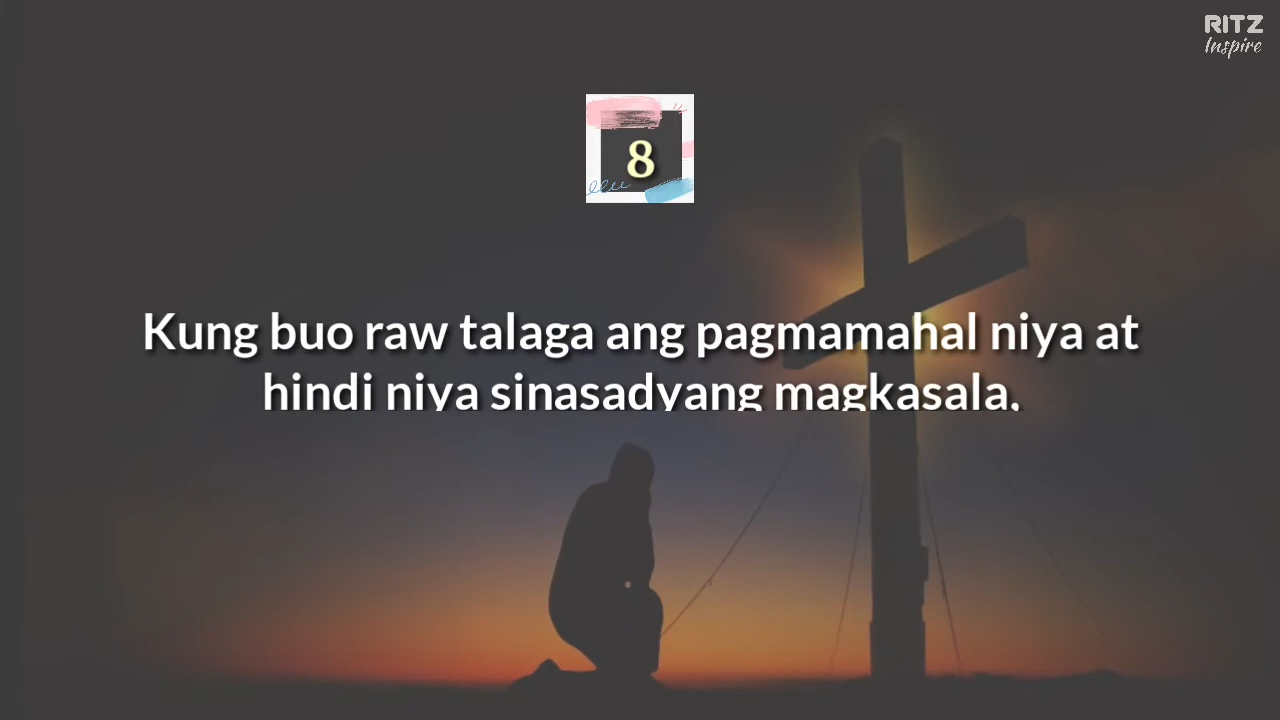 RITZ
Inspire
8
Kung buo raw talaga ang pagmamahal niya at
hindi niya sinasadyang magkasala,